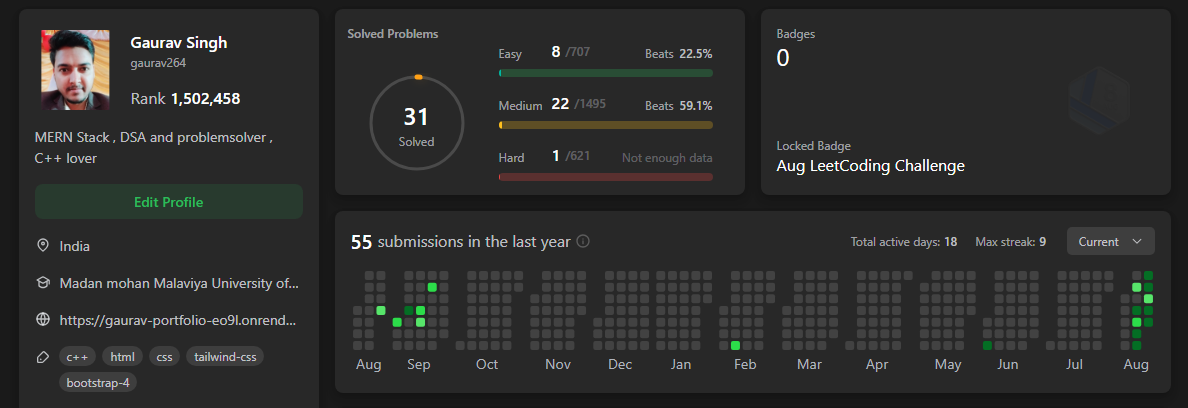 Gaurav Singh
gaurav264
Rank 1,502,458
MERN Stack , DSA and problemsolver ,
C++ lover
Edit Profile
India
Madan mohan Malaviya University of...
https://gaurav-portfolio-eo9l.onrend...
c++ html css tailwind-css
bootstrap-4
Solved Problems
31
Solved
Easy 8 /707 Beats 22.5%
Medium 22 /1495 Beats 59.1%
Hard 1 /621 Not enough data
Badges
0
Locked Badge
Aug LeetCoding Challenge
55 submissions in the last year
Total active days: 18 Max streak: 9 Current
Aug Sep Oct Nov Dec Jan Feb Mar Apr May Jun Jul Aug